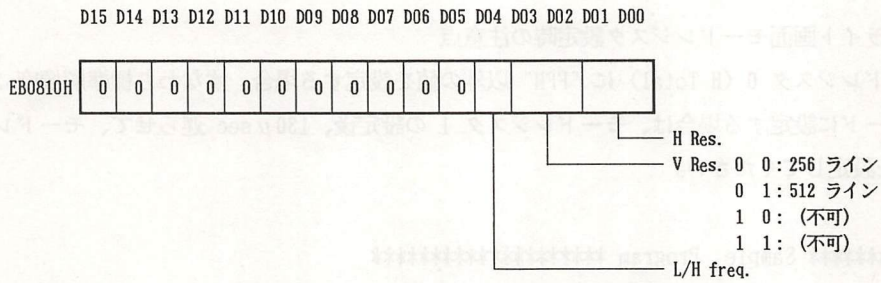 D15 D14 D13 D12 D11 D10 D09 D08 D07 D06 D05 D04 D03 D02 D01 D00
EB0810H 0 0 0 0 0 0 0 0 0 0 0
H Res.
V Res. 0 0 : 256 ライン
0 1 : 512 ライン
1 0 : (不可)
1 1 : (不可)
L/H freq.